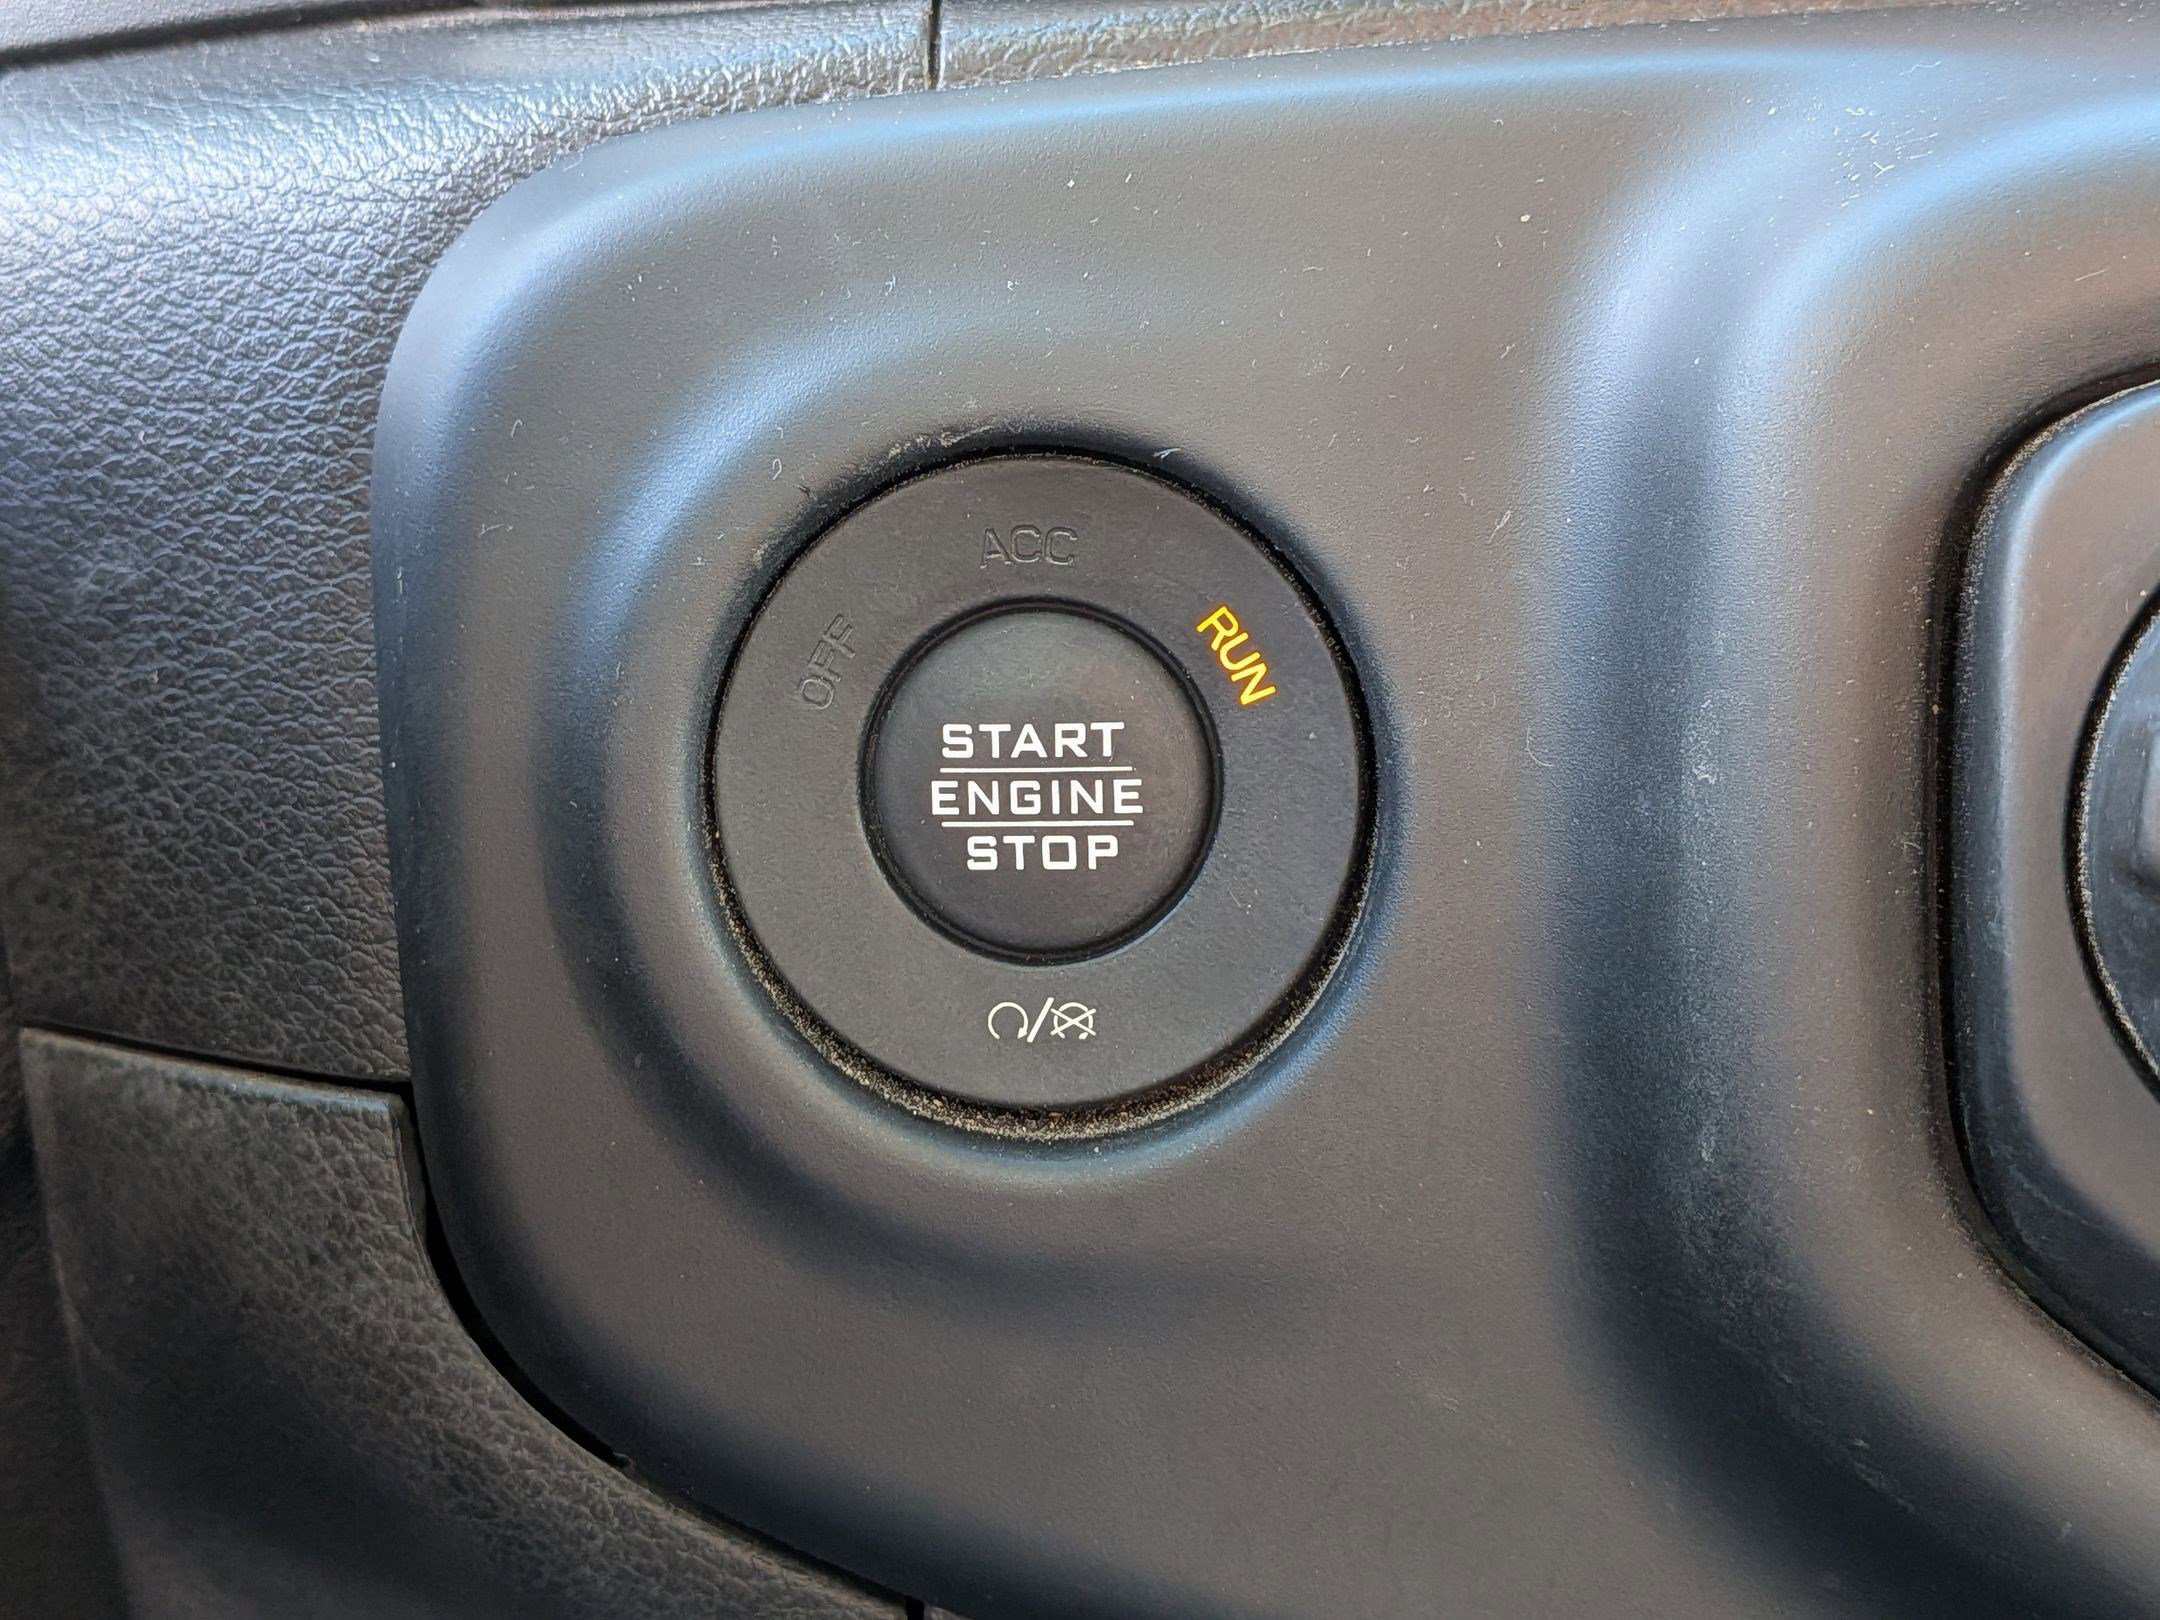 ACC
OFF
RUN
START
ENGINE
STOP